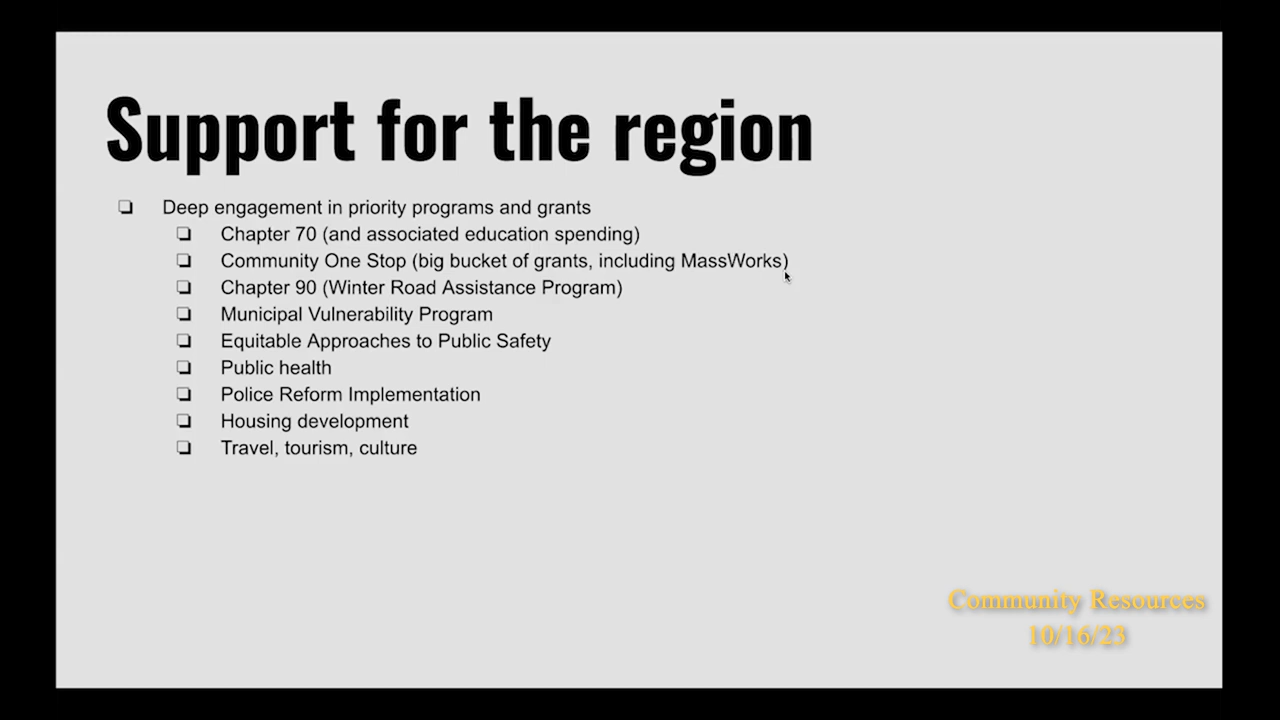 Support for the region
Deep engagement in priority programs and grants
Chapter 70 (and associated education spending)
Community One Stop (big bucket of grants, including MassWorks)
Chapter 90 (Winter Road Assistance Program)
Municipal Vulnerability Program
Equitable Approaches to Public Safety
Public health
Police Reform Implementation
Housing development
Travel, tourism, culture
Community Resources
10/16/23